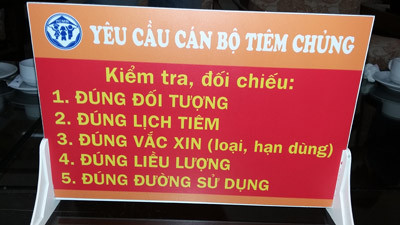 YÊU CẦU CÁN BỘ TIÊM CHỦNG
Kiểm tra, đối chiếu:
1. ĐÚNG ĐỐI TƯỢNG
2. ĐÚNG LỊCH TIÊM
3. ĐÚNG VẮC XIN (loại, hạn dùng)
4. ĐÚNG LIỀU LƯỢNG
5. ĐÚNG ĐƯỜNG SỬ DỤNG